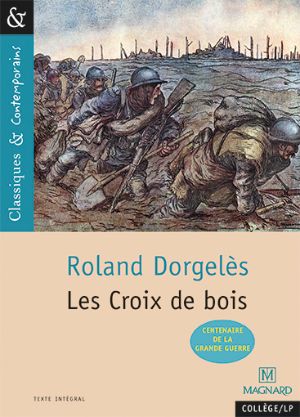 &
Classiques & Contemporains
Roland Dorgelès
Les Croix de bois
CENTENAIRE
DE LA
GRANDE GUERRE
TEXTE INTÉGRAL
M
MAGNARD
COLLÈGE/LP